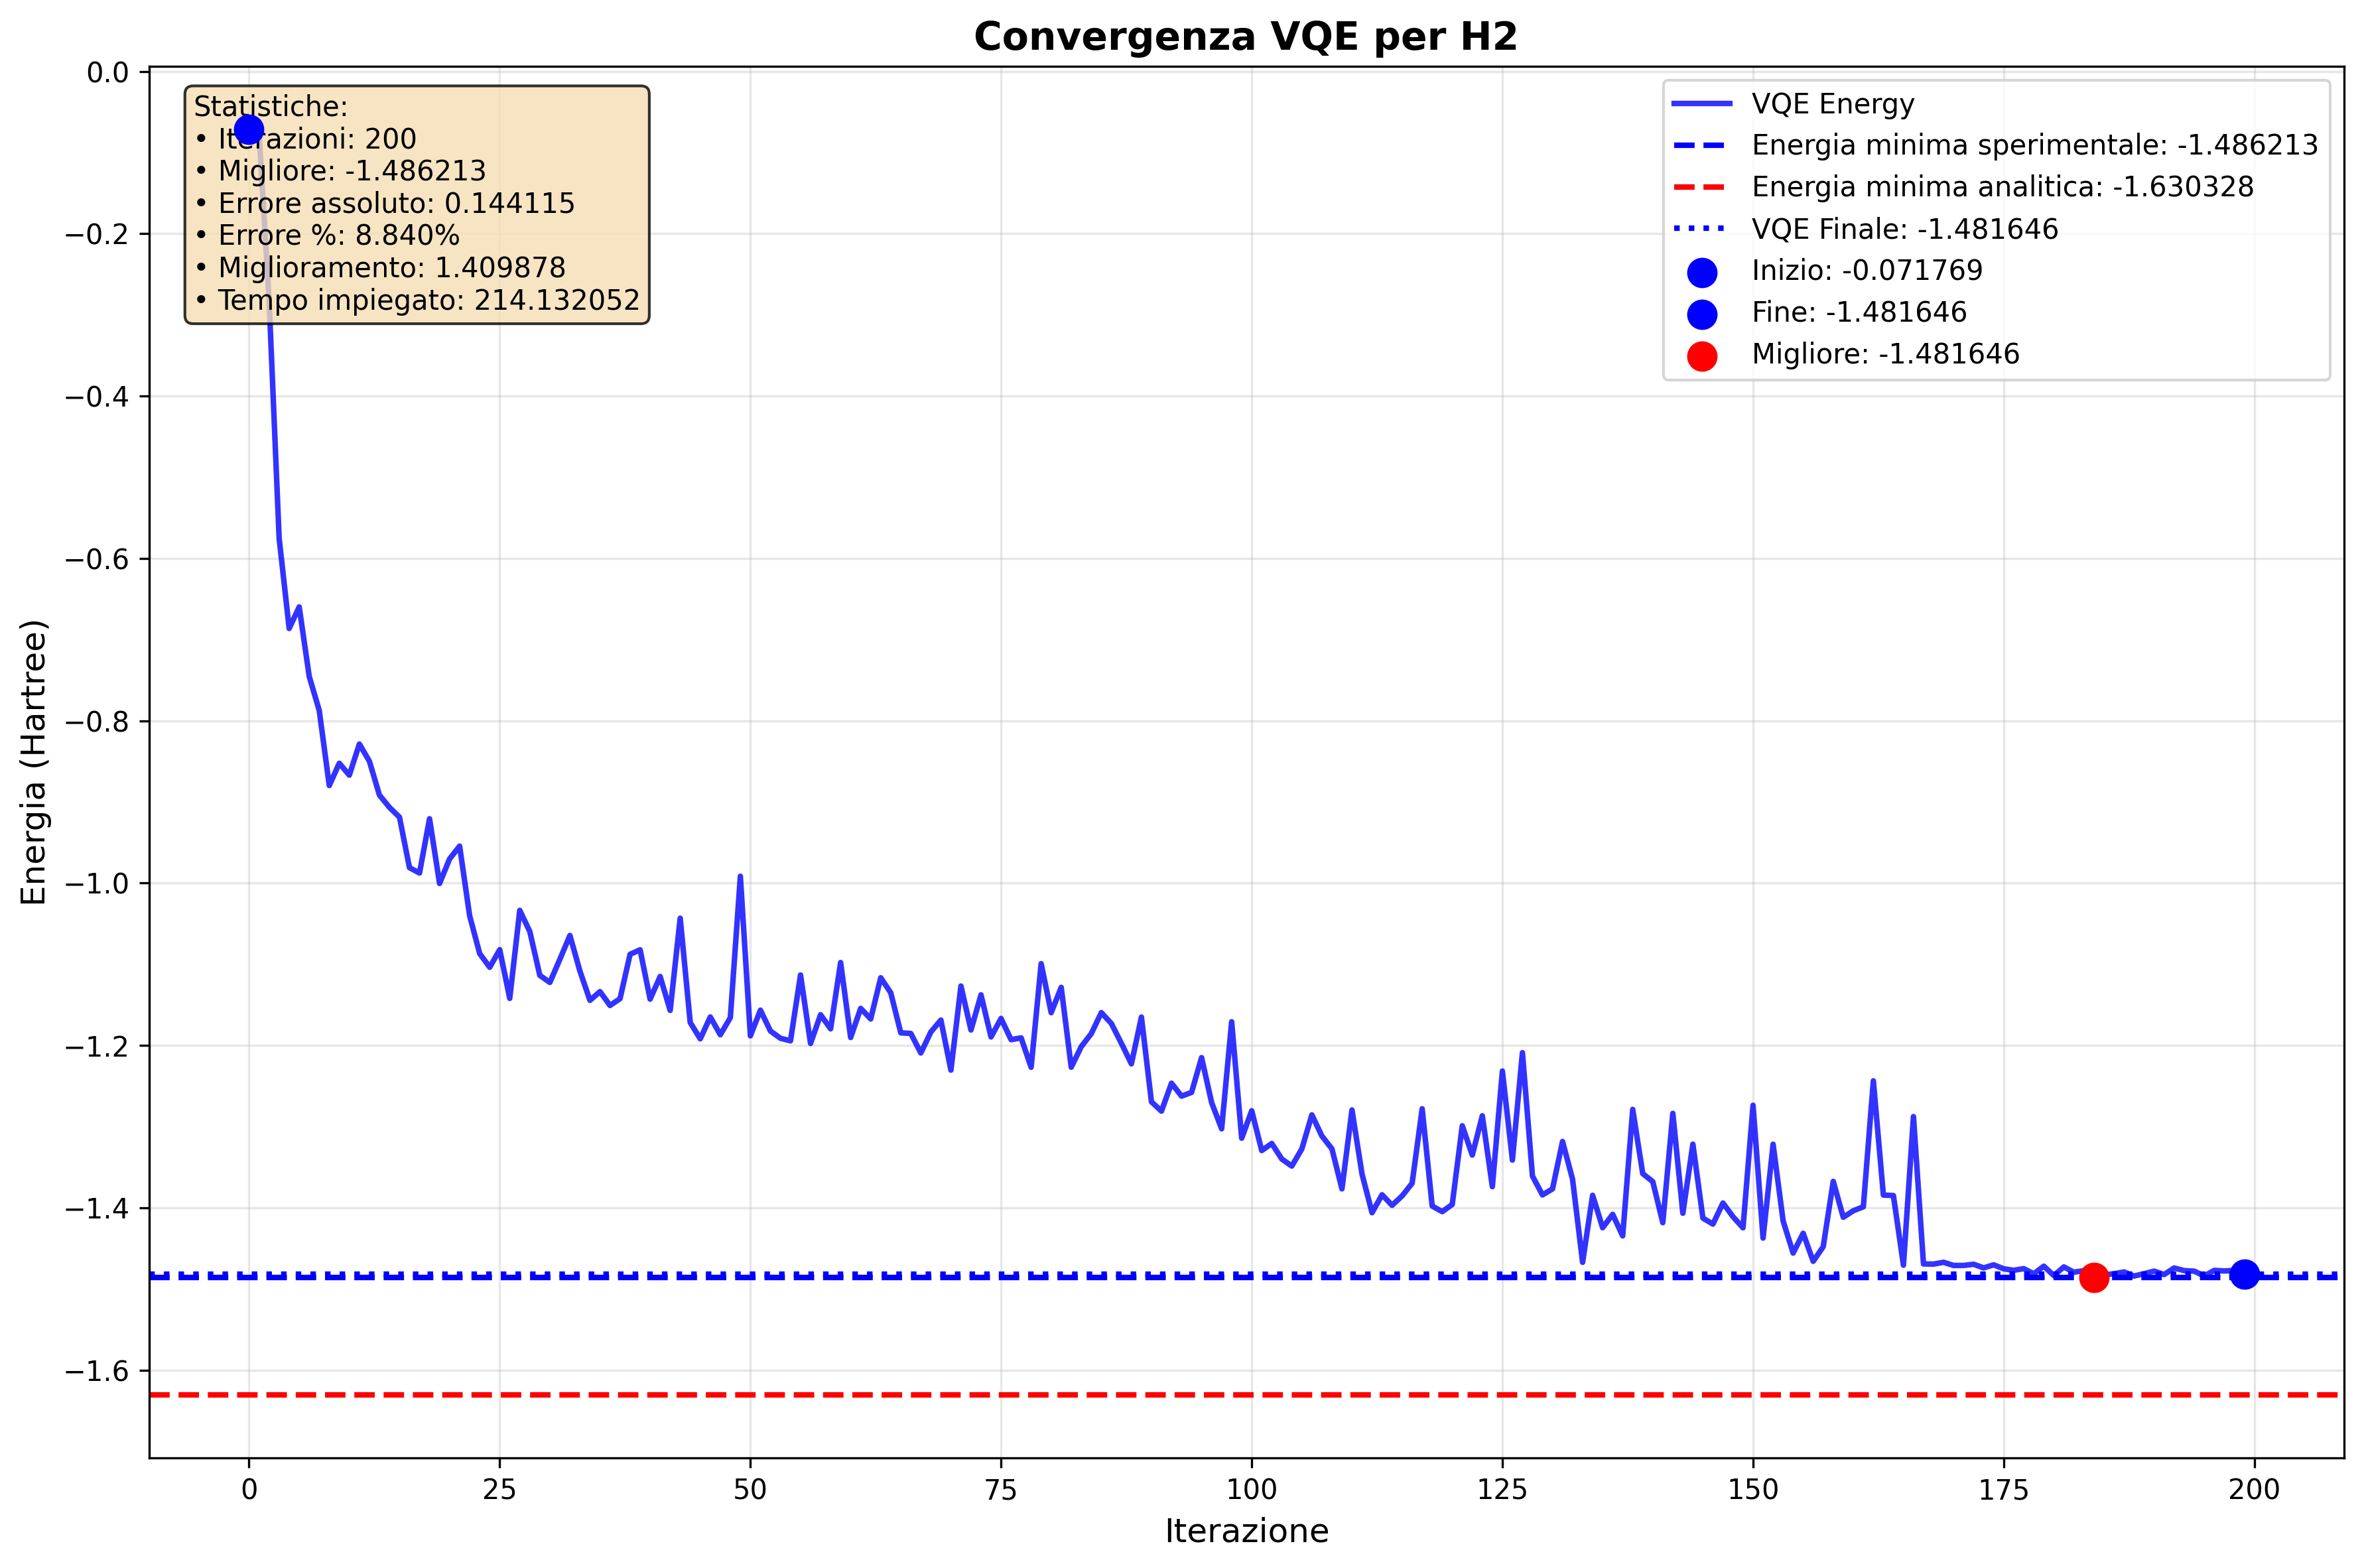 Convergenza VQE per H2
Statistiche:
• Iterazioni: 200
• Migliore: -1.486213
• Errore assoluto: 0.144115
• Errore %: 8.840%
• Miglioramento: 1.409878
• Tempo impiegato: 214.132052
VQE Energy
Energia minima sperimentale: -1.486213
Energia minima analitica: -1.630328
VQE Finale: -1.481646
Inizio: -0.071769
Fine: -1.481646
Migliore: -1.481646
Energia (Hartree)
0.0
−0.2
−0.4
−0.6
−0.8
−1.0
−1.2
−1.4
−1.6
0 25 50 75 100 125 150 175 200
Iterazione